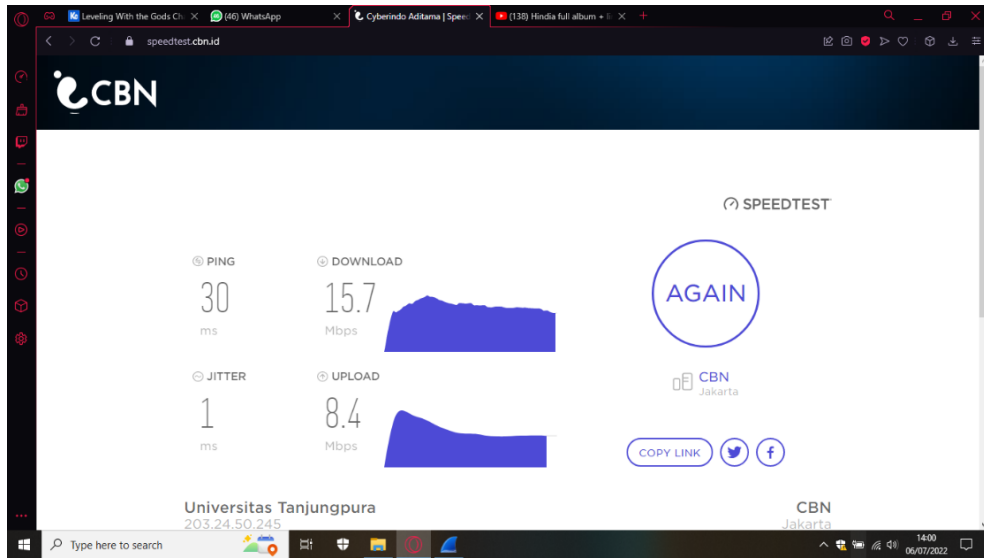 Leveling With the Gods Ch
(46) WhatsApp
Cyberindo Aditama | Speed
(138) Hindia full album + li
speedtest.cbn.id
CBN
SPEEDTEST
PING
30
ms
DOWNLOAD
15.7
Mbps
AGAIN
JITTER
1
ms
UPLOAD
8.4
Mbps
CBN
Jakarta
COPY LINK
Universitas Tanjungpura
203.24.50.245
CBN
Jakarta
Type here to search
14:00
06/07/2022